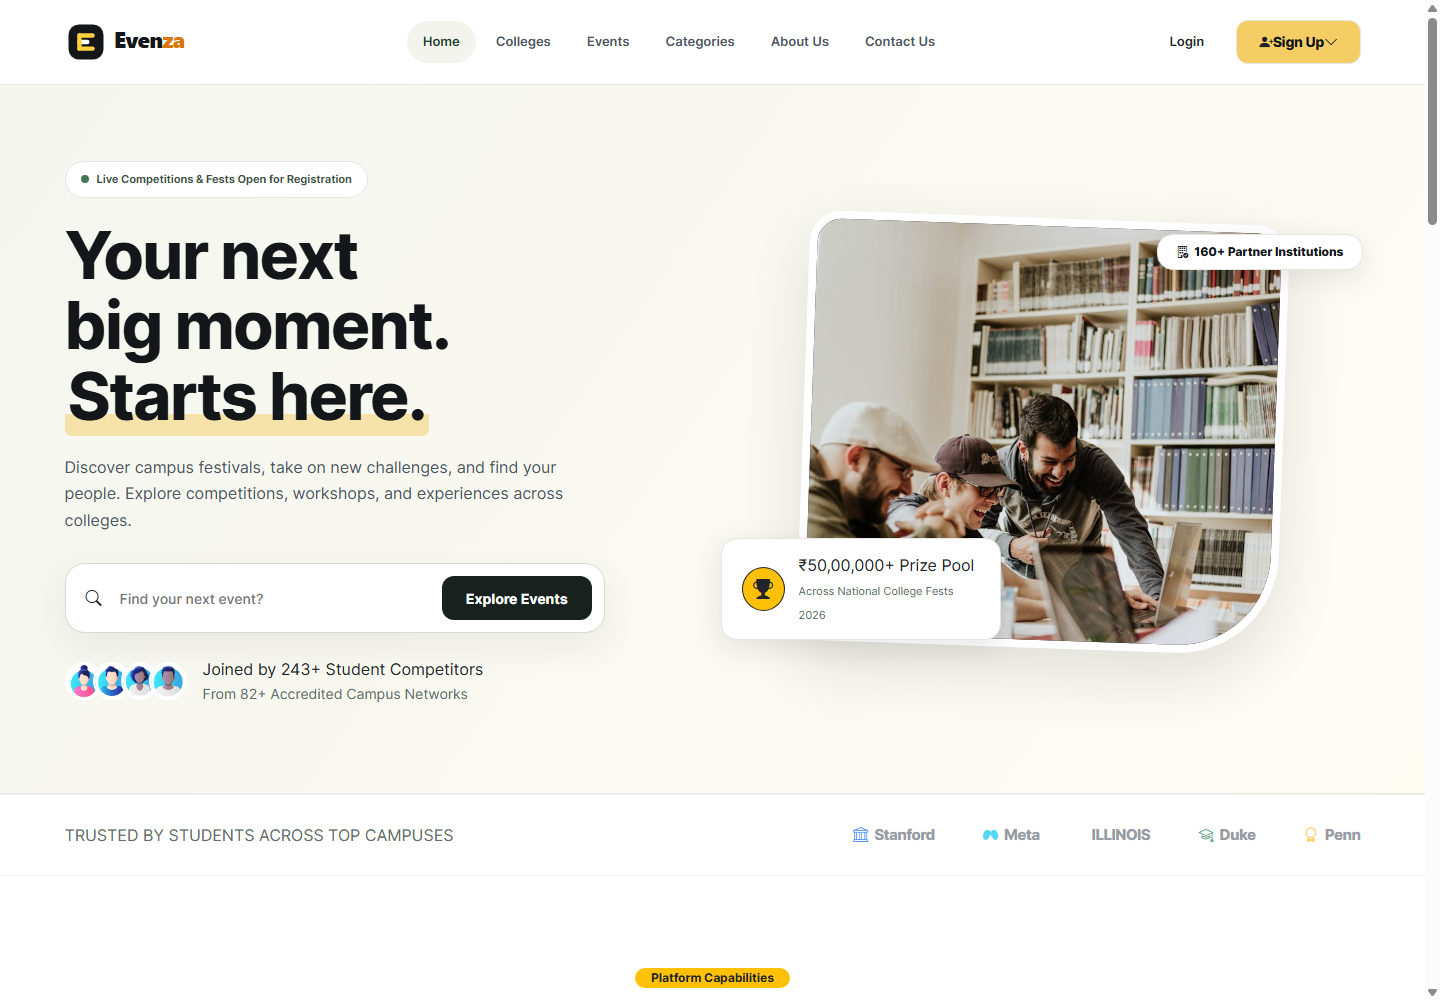 Evenza
Home
Colleges
Events
Categories
About Us
Contact Us
Login
Sign Up
Live Competitions & Fests Open for Registration
Your next
big moment.
Starts here.
Discover campus festivals, take on new challenges, and find your
people. Explore competitions, workshops, and experiences across
colleges.
Find your next event?
Explore Events
Joined by 243+ Student Competitors
From 82+ Accredited Campus Networks
160+ Partner Institutions
₹50,00,000+ Prize Pool
Across National College Fests
2026
TRUSTED BY STUDENTS ACROSS TOP CAMPUSES
Stanford
Meta
ILLINOIS
Duke
Penn
Platform Capabilities